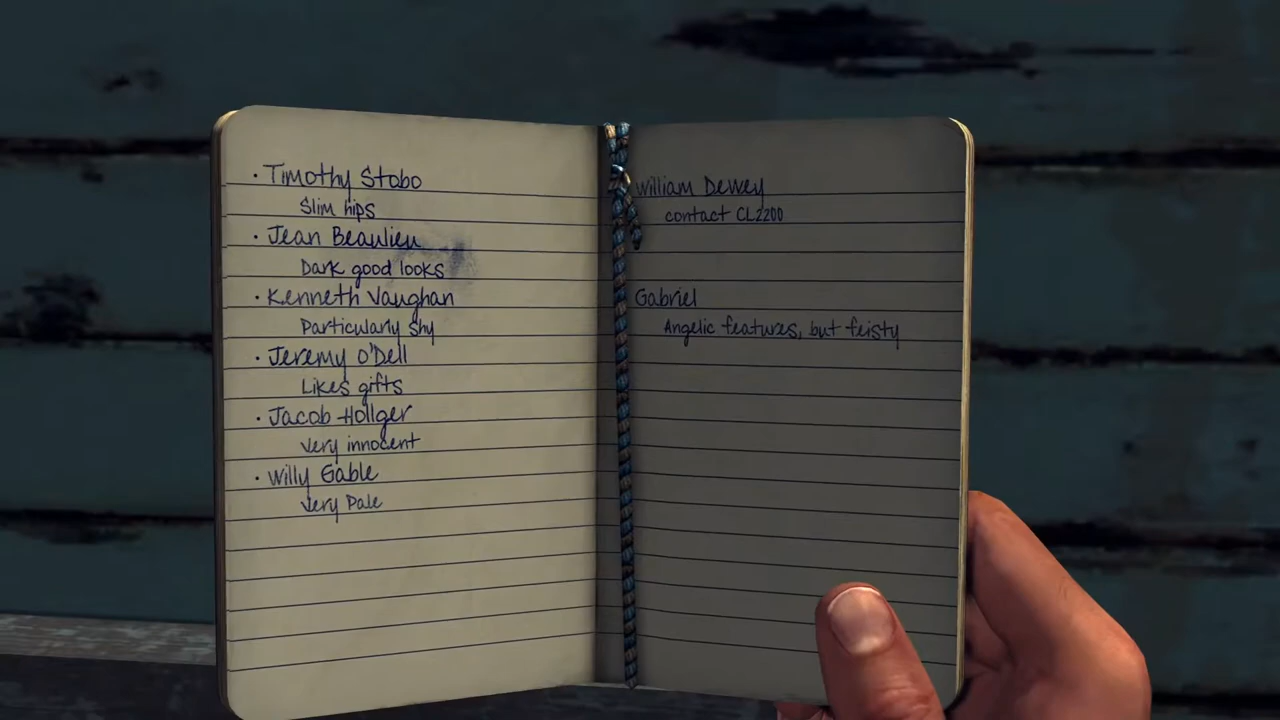 · Timothy Stobo
Slim hips
· Jean Beaulieu
Dark good looks
· Kenneth Vaughan
Particularly shy
· Jeremy O'Dell
Likes gifts
· Jacob Hollger
Very innocent
· Willy Gable
Very Pale
William Dewey
contact CL2200
Gabriel
Angelic features, but feisty